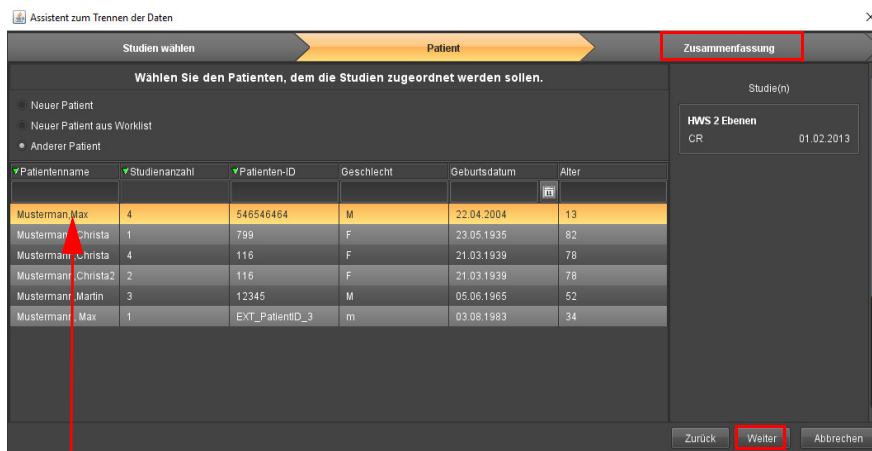 Assistent zum Trennen der Daten
Studien wählen Patient Zusammenfassung
Wählen Sie den Patienten, dem die Studien zugeordnet werden sollen.
Studie(n)
Neuer Patient
Neuer Patient aus Worklist
Anderer Patient
HWS 2 Ebenen
CR 01.02.2013
Patientenname Studienanzahl Patienten-ID Geschlecht Geburtsdatum Alter
Musterman,Max 4 546546464 M 22.04.2004 13
Mustermann,Christa 1 799 F 23.05.1935 82
Mustermann,Christa 4 116 F 21.03.1939 78
Mustermann,Christa2 2 116 F 21.03.1939 78
Mustermann,Martin 3 12345 M 05.06.1965 52
Mustermann, Max 1 EXT_PatientID_3 m 03.08.1983 34
Zurück Weiter Abbrechen